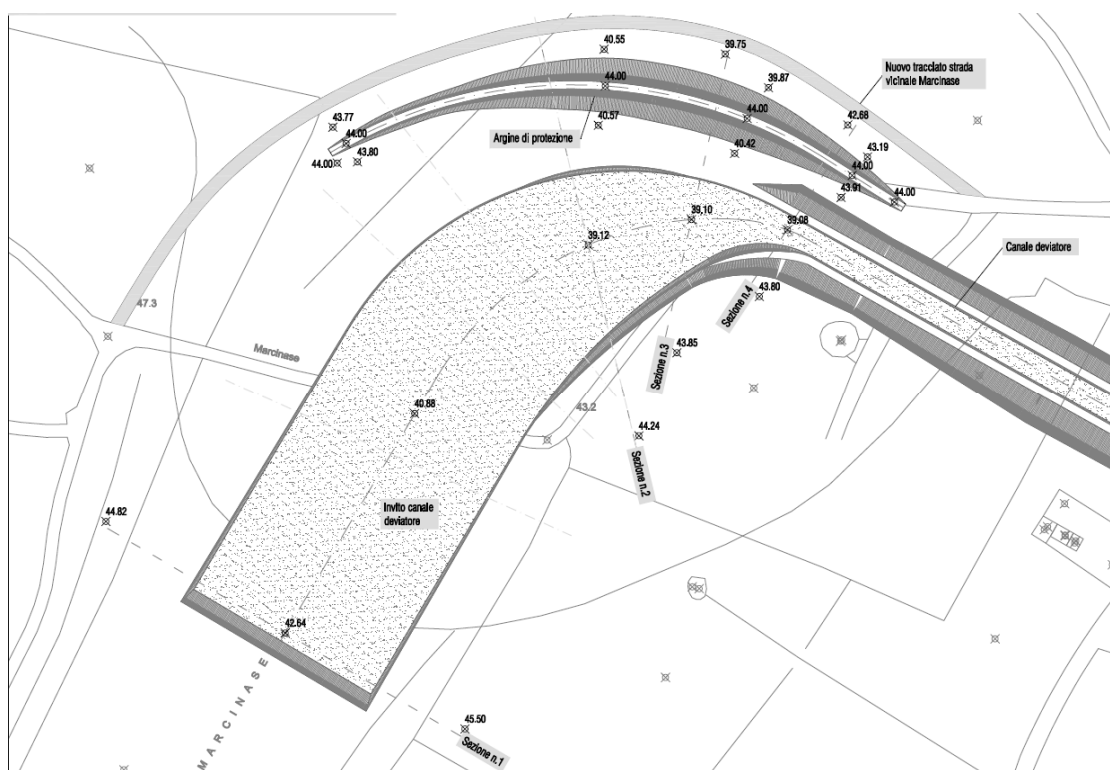 40.55
39.75
Nuovo tracciato strada
vicinale Marcinase
39.87
44.00
43.77
44.00
42.68
40.57
Argine di protezione
44.00
43.80
44.00
40.42
43.19
44.00
43.91
44.00
39.10
39.08
39.12
Canale deviatore
43.80
Sezione n.4
47.3
Marcinase
43.85
Sezione n.3
40.88
43.2
44.24
Sezione n.2
Invito canale
deviatore
44.82
42.64
MARCINASE
45.50
Sezione n.1